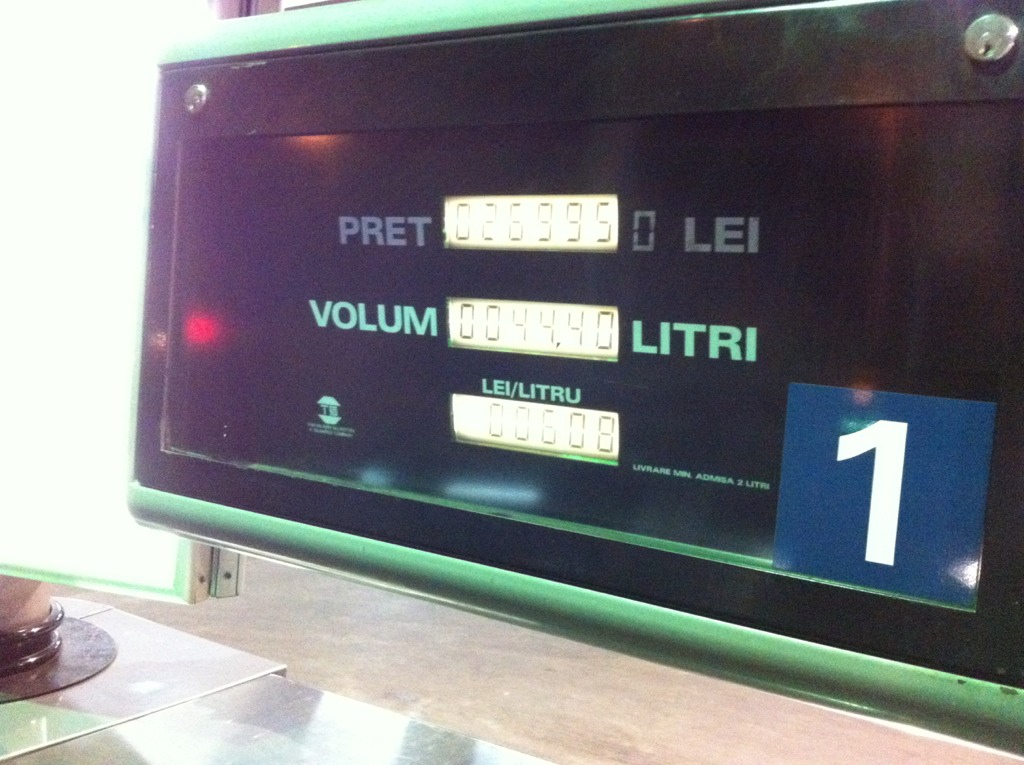 PRET 026995 0 LEI
VOLUM 0044,40 LITRI
LEI/LITRU
00608
LIVRARE MIN. ADMISA 2 LITRI
1